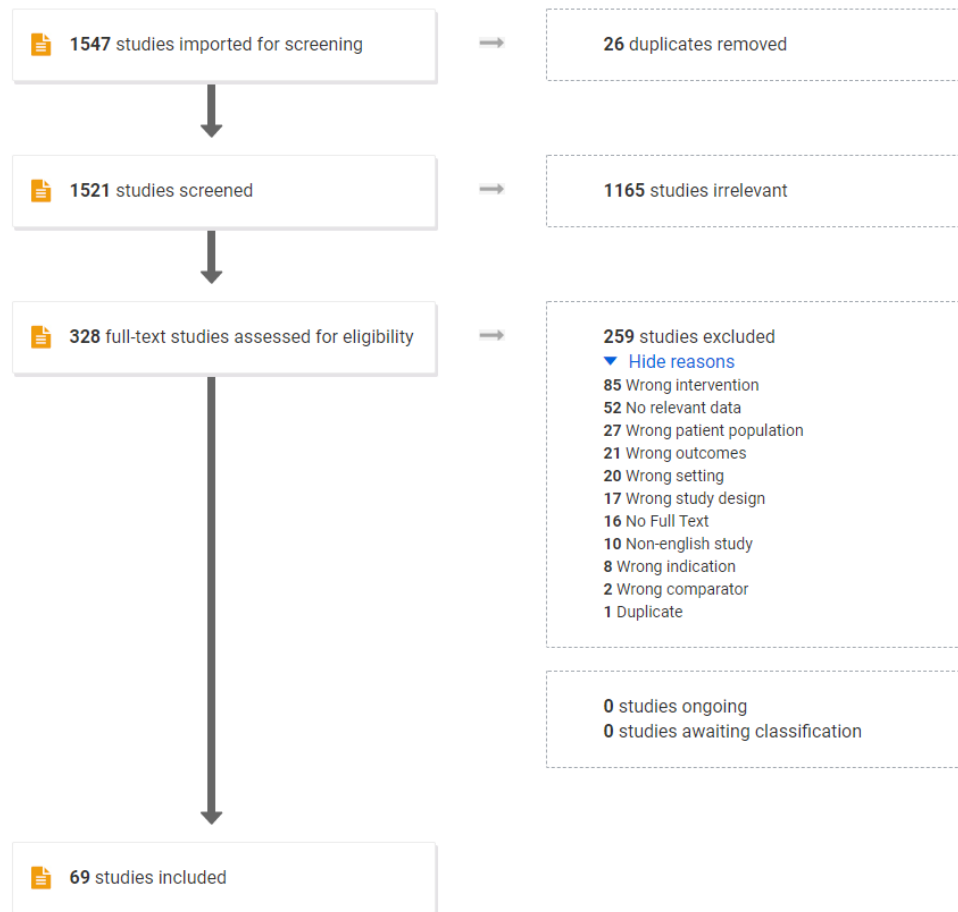 1547 studies imported for screening
26 duplicates removed
1521 studies screened
1165 studies irrelevant
328 full-text studies assessed for eligibility
259 studies excluded
Hide reasons
85 Wrong intervention
52 No relevant data
27 Wrong patient population
21 Wrong outcomes
20 Wrong setting
17 Wrong study design
16 No Full Text
10 Non-english study
8 Wrong indication
2 Wrong comparator
1 Duplicate
0 studies ongoing
0 studies awaiting classification
69 studies included